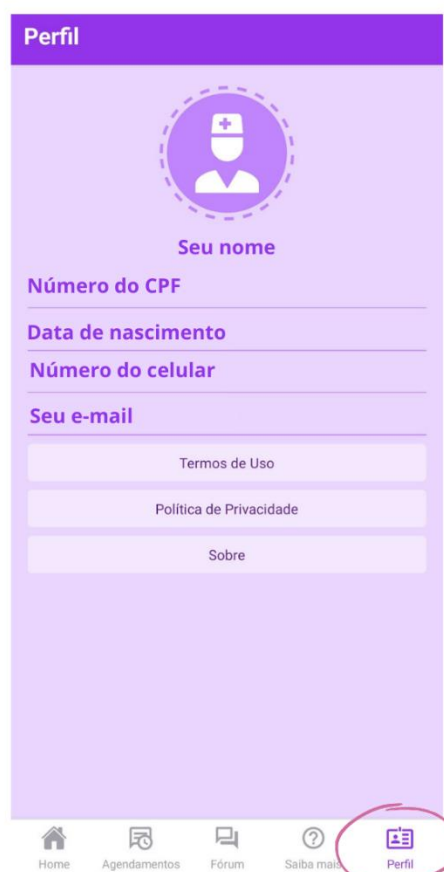 Perfil
Seu nome
Número do CPF
Data de nascimento
Número do celular
Seu e-mail
Termos de Uso
Política de Privacidade
Sobre
Home Agendamentos Fórum Saiba mais Perfil